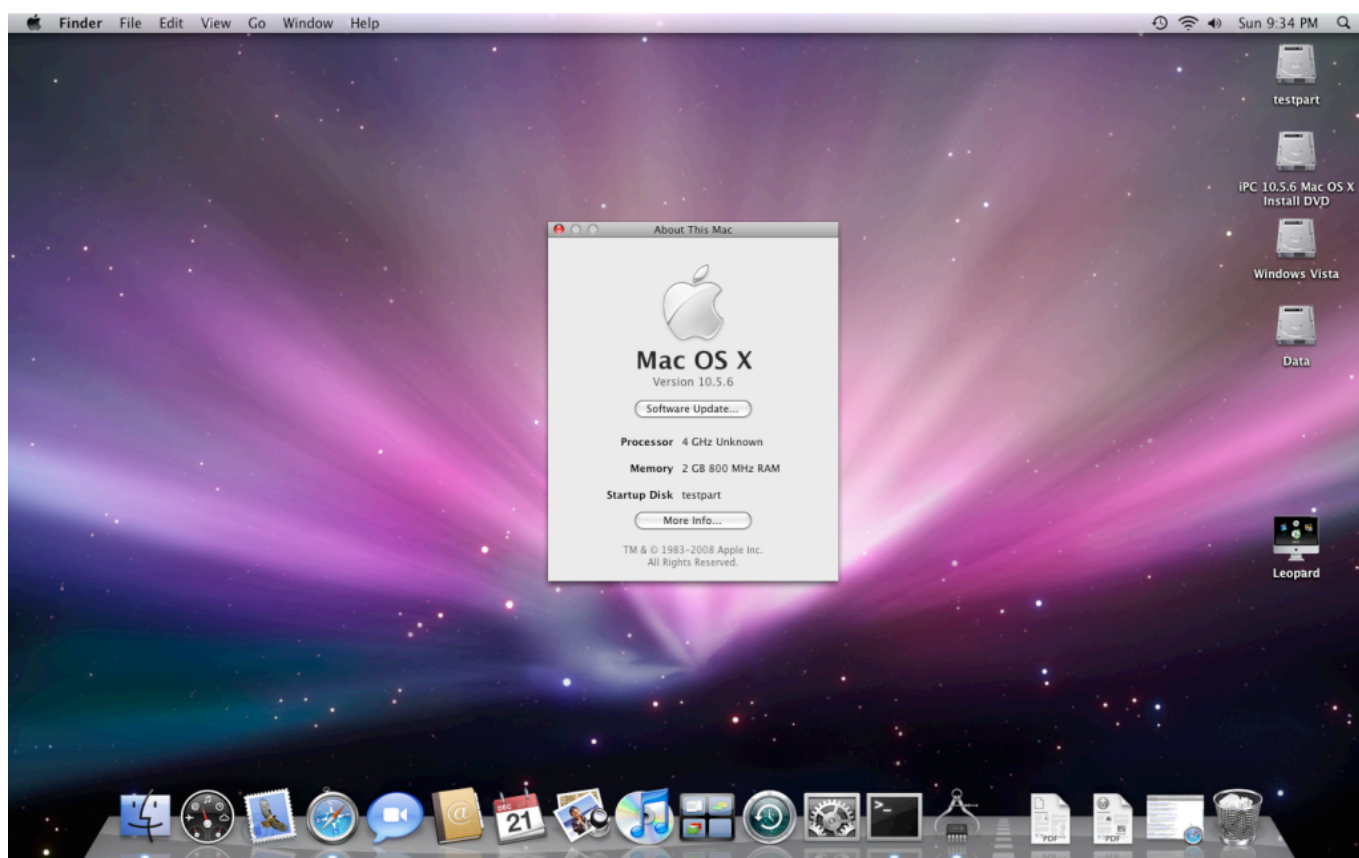 Finder File Edit View Go Window Help
Sun 9:34 PM
testpart
iPC 10.5.6 Mac OS X
Install DVD
Windows Vista
Data
Leopard
About This Mac
Mac OS X
Version 10.5.6
Software Update...
Processor 4 GHz Unknown
Memory 2 GB 800 MHz RAM
Startup Disk testpart
More Info...
TM & © 1983-2008 Apple Inc.
All Rights Reserved.
@
DEC
21
>_
PDF
PDF